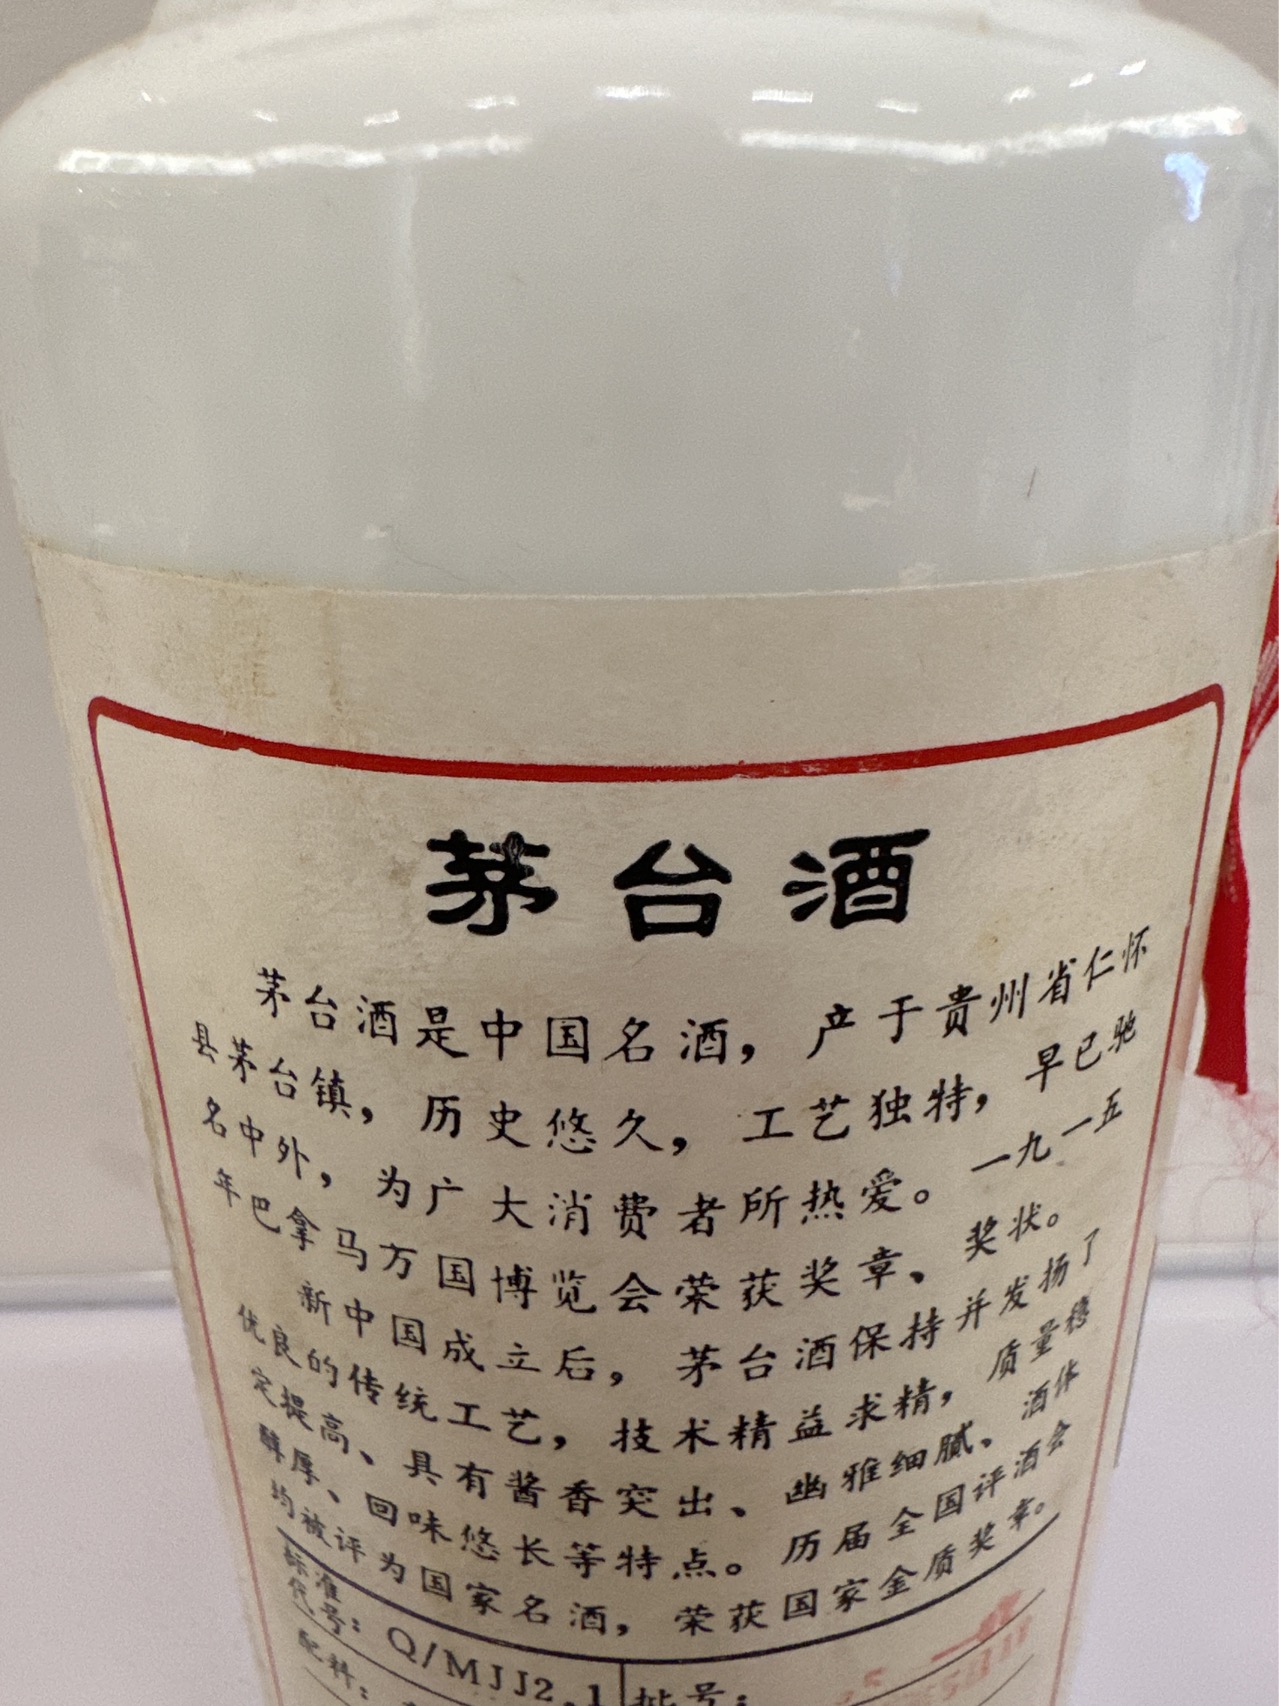 茅台酒
茅台酒是中国名酒，产于贵州省仁怀
县茅台镇，历史悠久，工艺独特，早已驰
名中外，为广大消费者所热爱。一九一五
年巴拿马万国博览会荣获奖章、奖状。
新中国成立后，茅台酒保持并发扬了
优良的传统工艺，技术精益求精，质量稳
定提高、具有酱香突出、幽雅细腻、酒体
醇厚、回味悠长等特点。历届全国评酒会
均被评为国家名酒，荣获国家金质奖章。
标准代号：Q/MJJ2.1 批号：
配料：